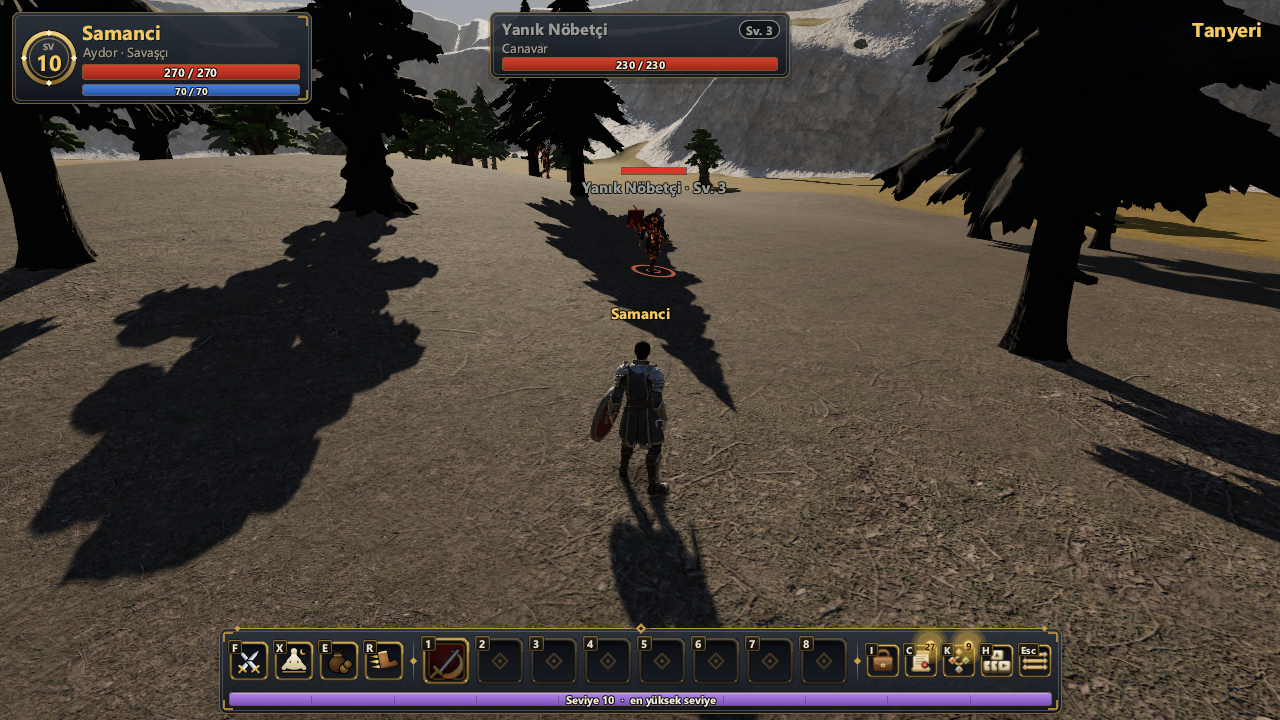 SV
10
Samanci
Aydor · Savaşçı
270 / 270
70 / 70
Yanık Nöbetçi
Sv. 3
Canavar
230 / 230
Tanyeri
Yanık Nöbetçi · Sv. 3
Samanci
F
X
E
R
1
2
3
4
5
6
7
8
I
C
27
K
9
H
Esc
Seviye 10 · en yüksek seviye